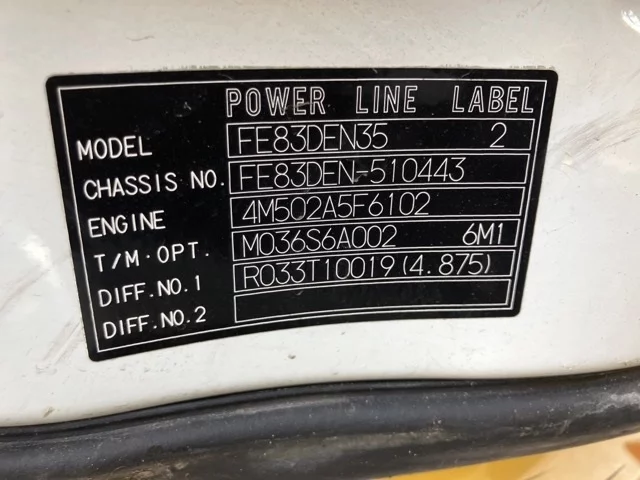 POWER LINE LABEL
MODEL FE83DEN35 2
CHASSIS NO. FE83DEN-510443
ENGINE 4M502A5F6102
T/M·OPT. M036S6A002 6M1
DIFF.NO.1 R033T10019(4.875)
DIFF.NO.2